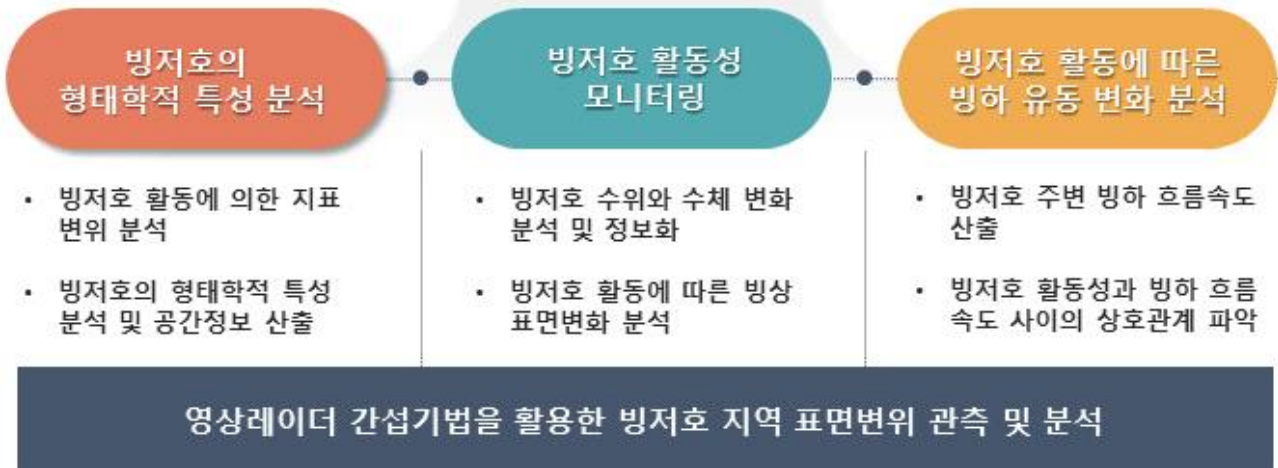 빙저호의
형태학적 특성 분석
빙저호 활동성
모니터링
빙저호 활동에 따른
빙하 유동 변화 분석
• 빙저호 활동에 의한 지표
변위 분석
• 빙저호의 형태학적 특성
분석 및 공간정보 산출
• 빙저호 수위와 수체 변화
분석 및 정보화
• 빙저호 활동에 따른 빙상
표면변화 분석
• 빙저호 주변 빙하 흐름속도
산출
• 빙저호 활동성과 빙하 흐름
속도 사이의 상호관계 파악
영상레이더 간섭기법을 활용한 빙저호 지역 표면변위 관측 및 분석